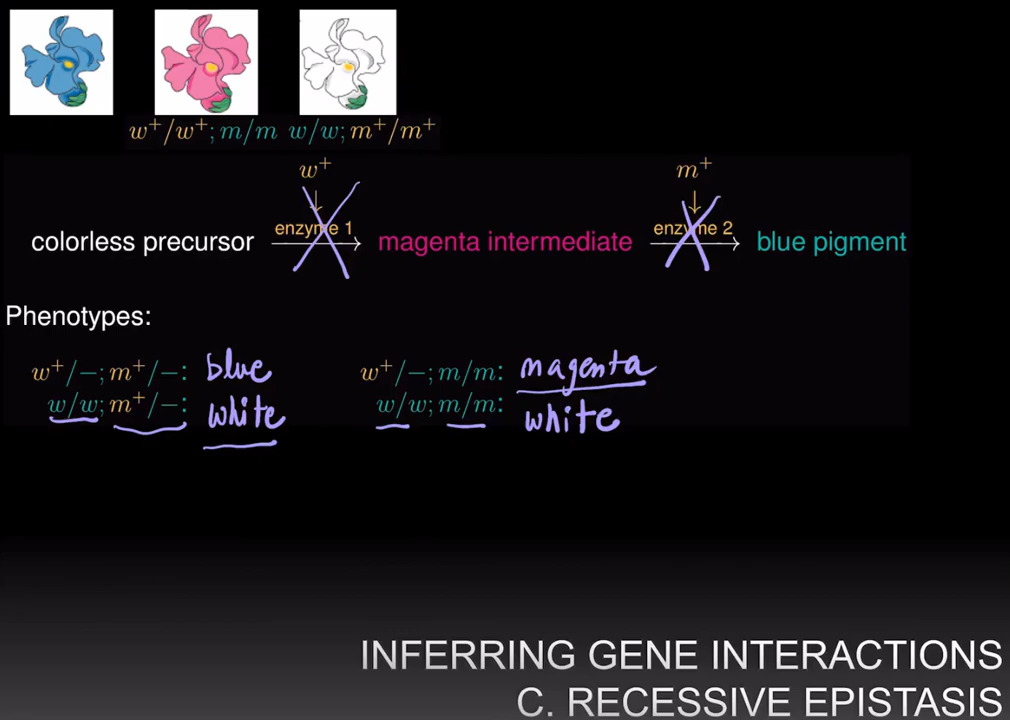 w⁺/w⁺; m/m w/w; m⁺/m⁺
w⁺ m⁺
↓ ↓
enzyme 1 enzyme 2
colorless precursor → magenta intermediate → blue pigment
Phenotypes:
w⁺/−; m⁺/−: blue w⁺/−; m/m: magenta
w/w; m⁺/−: white w/w; m/m: white
INFERRING GENE INTERACTIONS
C. RECESSIVE EPISTASIS